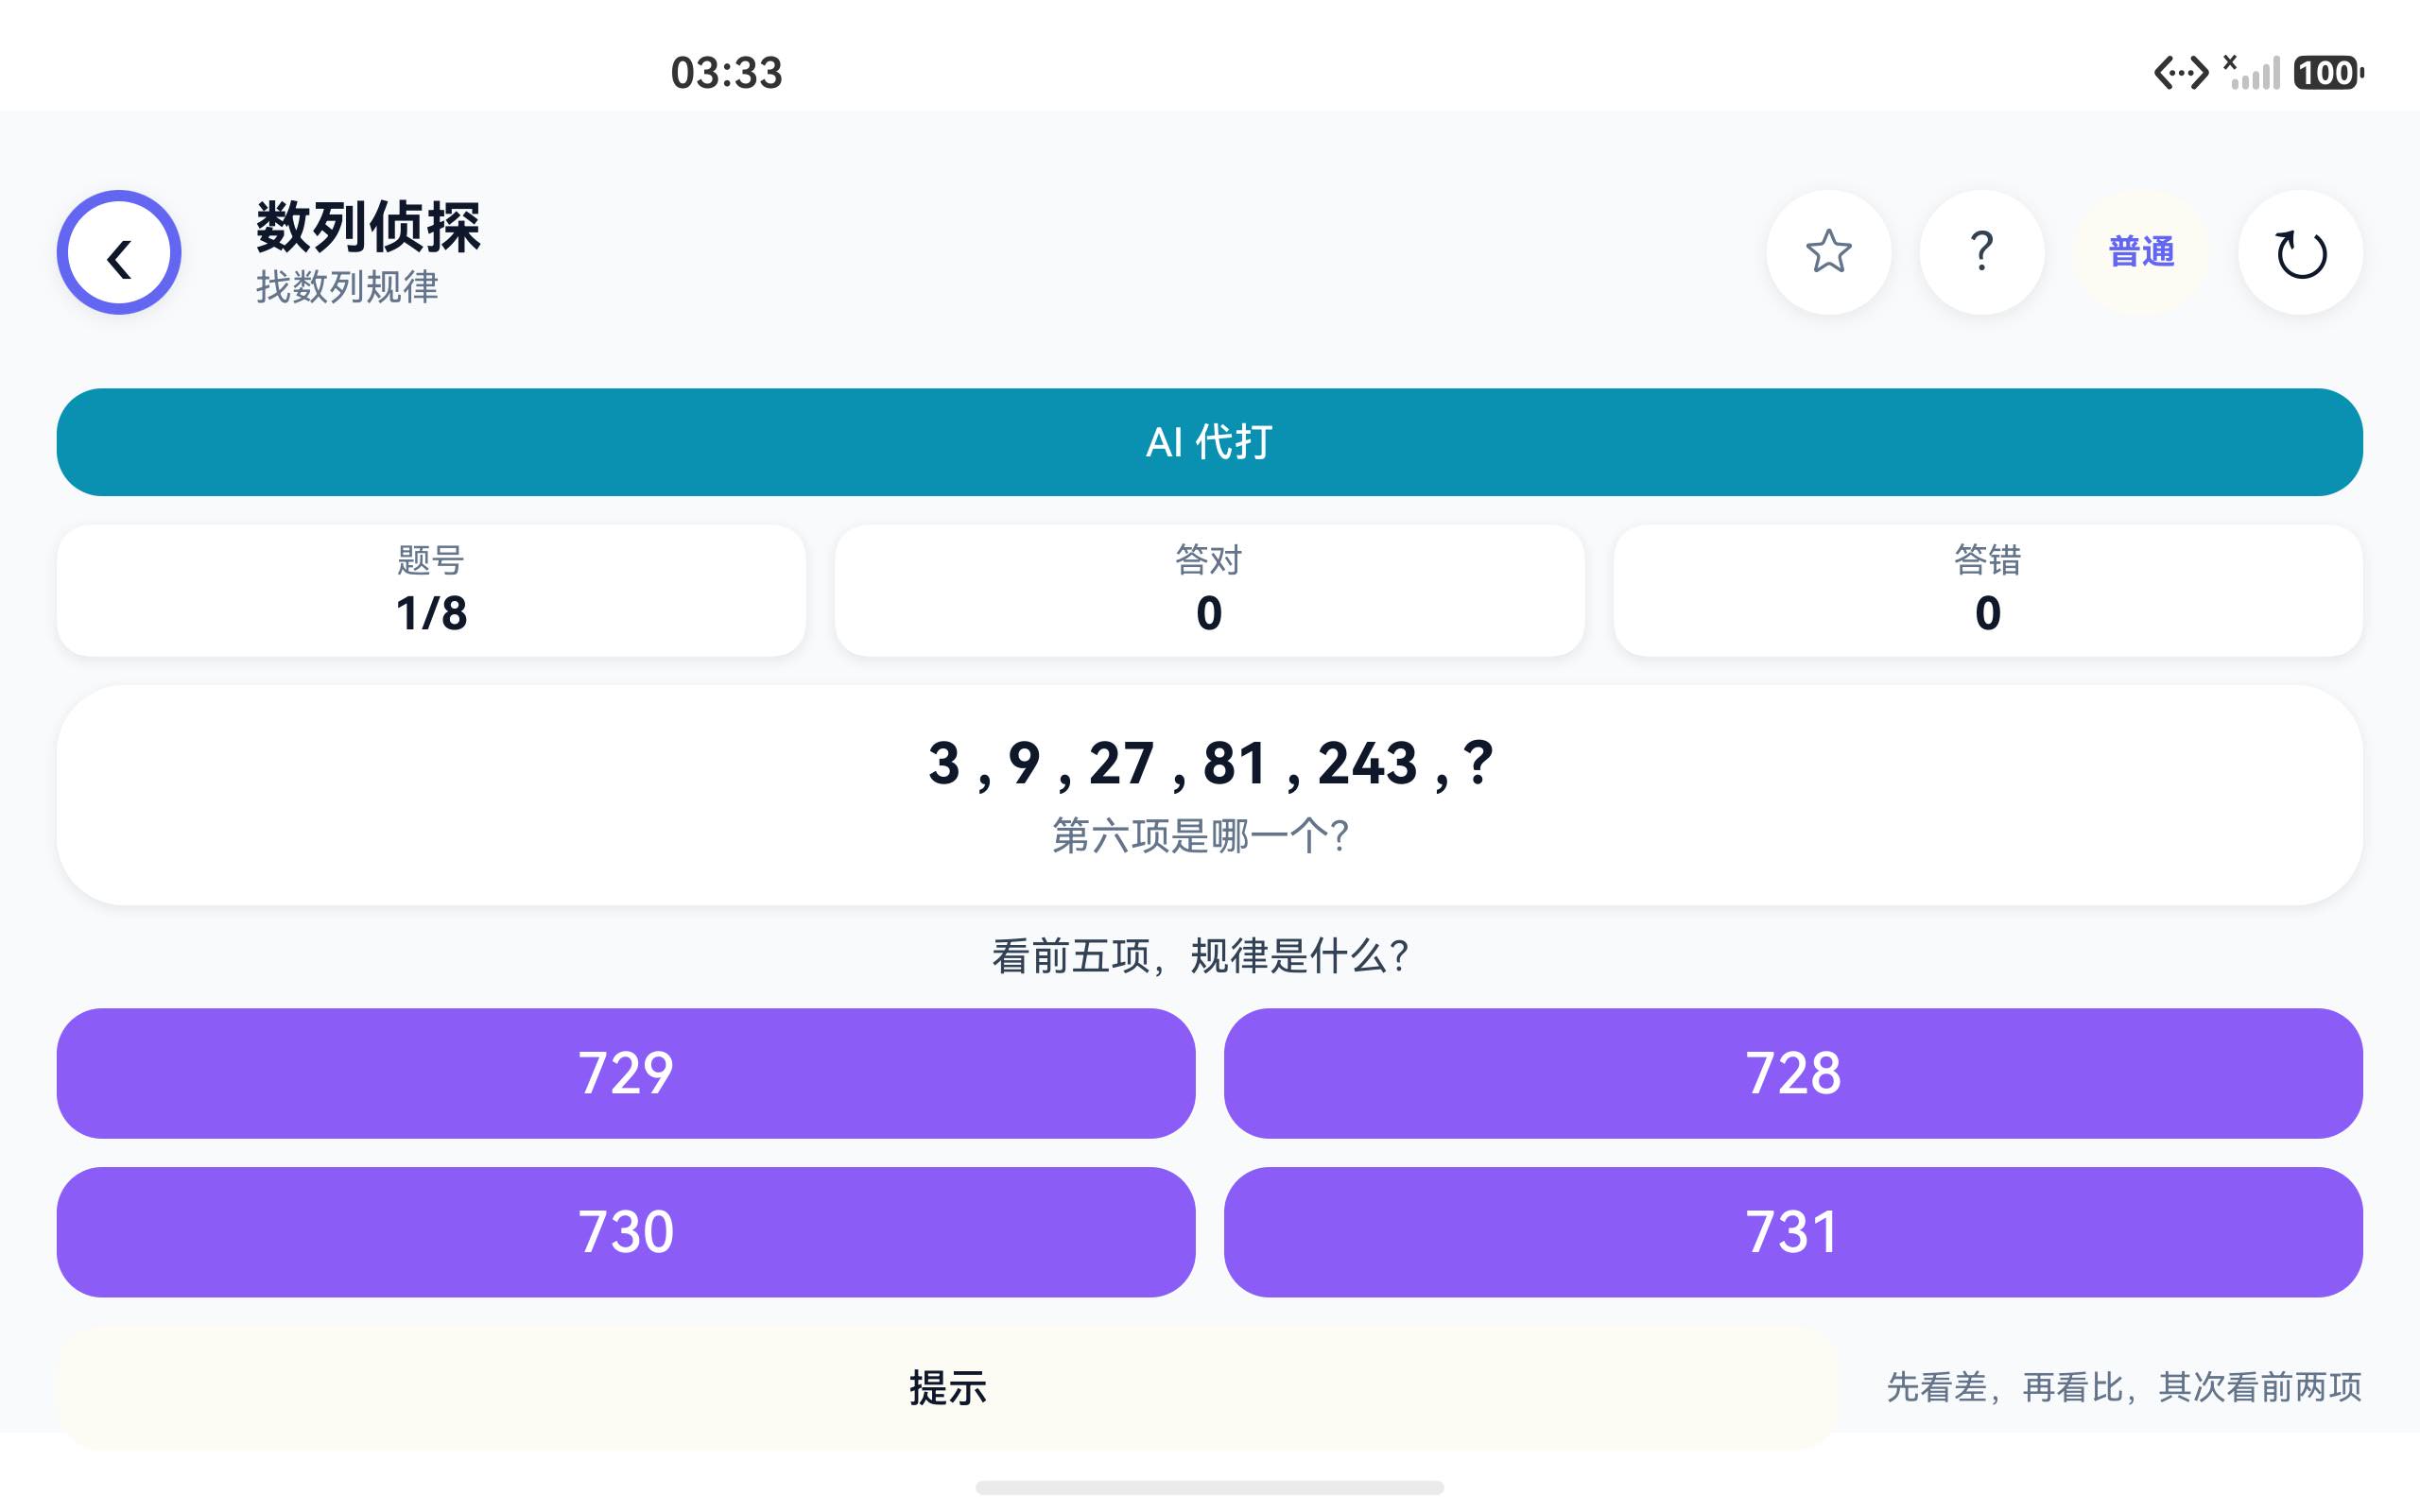 03:33
100
数列侦探
找数列规律
?
普通
AI 代打
题号
1/8
答对
0
答错
0
3 , 9 , 27 , 81 , 243 , ?
第六项是哪一个？
看前五项，规律是什么？
729
728
730
731
提示
先看差，再看比，其次看前两项